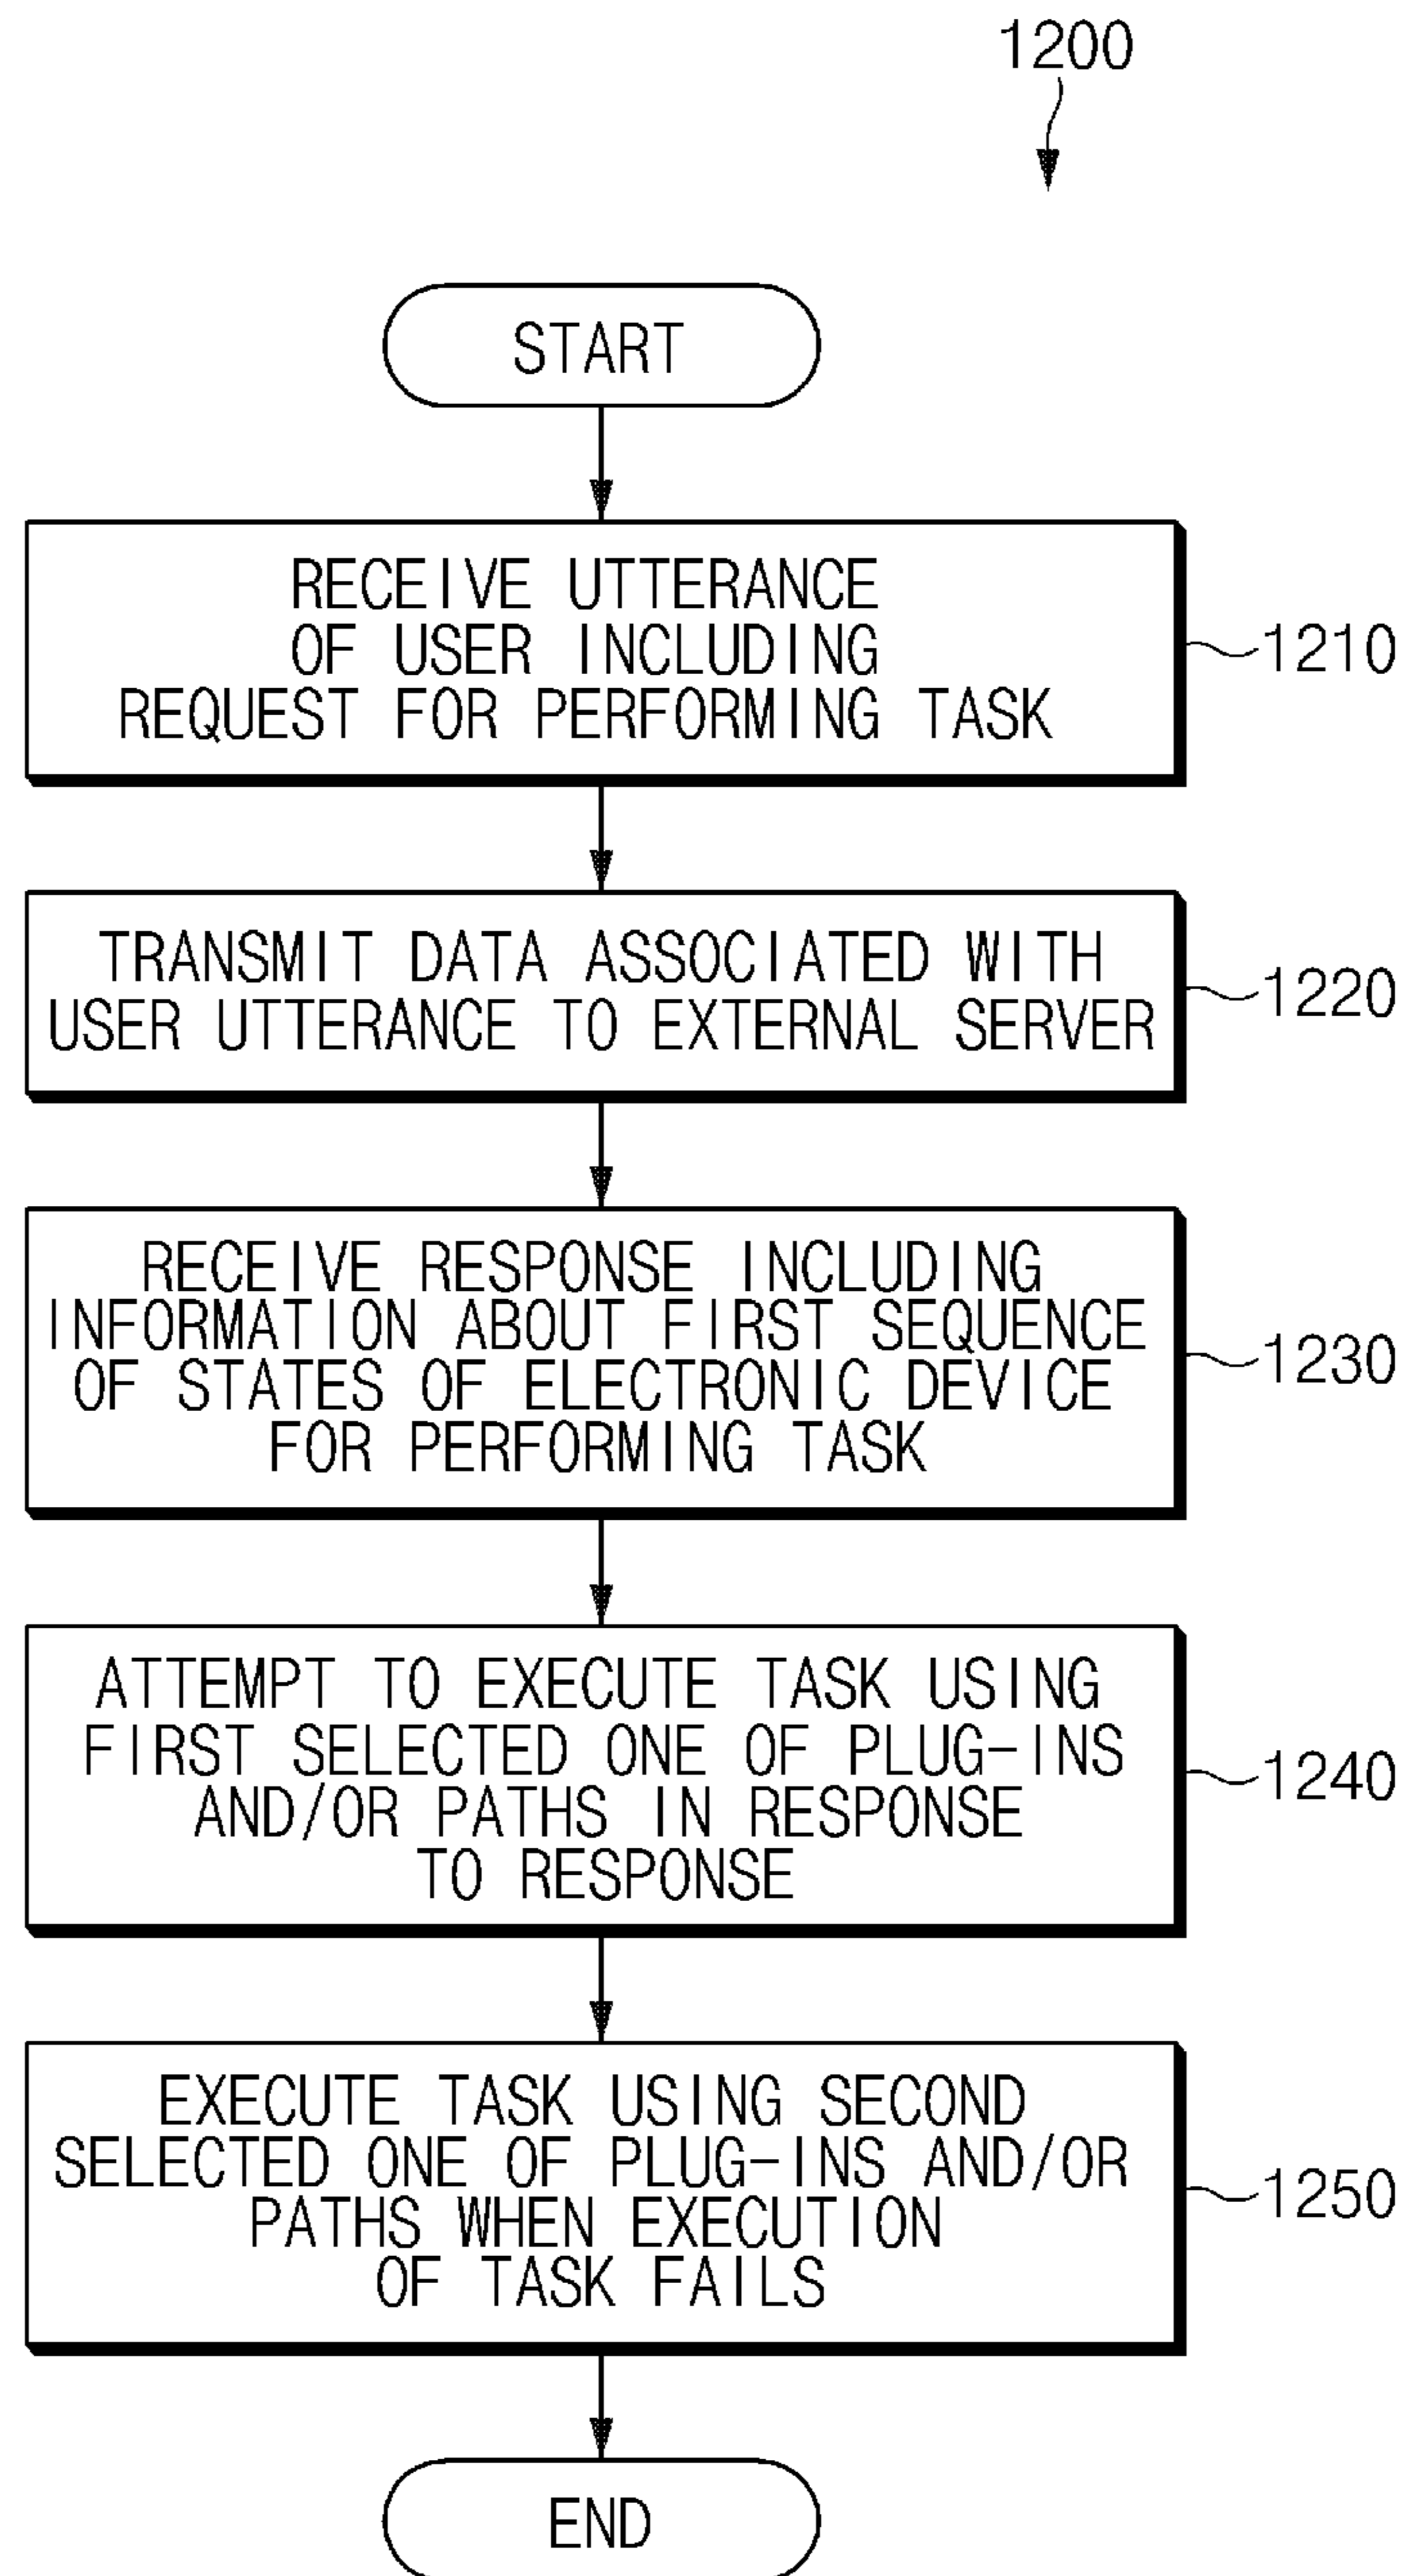 1200
START
RECEIVE UTTERANCE
OF USER INCLUDING
REQUEST FOR PERFORMING TASK
1210
TRANSMIT DATA ASSOCIATED WITH
USER UTTERANCE TO EXTERNAL SERVER
1220
RECEIVE RESPONSE INCLUDING
INFORMATION ABOUT FIRST SEQUENCE
OF STATES OF ELECTRONIC DEVICE
FOR PERFORMING TASK
1230
ATTEMPT TO EXECUTE TASK USING
FIRST SELECTED ONE OF PLUG-INS
AND/OR PATHS IN RESPONSE
TO RESPONSE
1240
EXECUTE TASK USING SECOND
SELECTED ONE OF PLUG-INS AND/OR
PATHS WHEN EXECUTION
OF TASK FAILS
1250
END